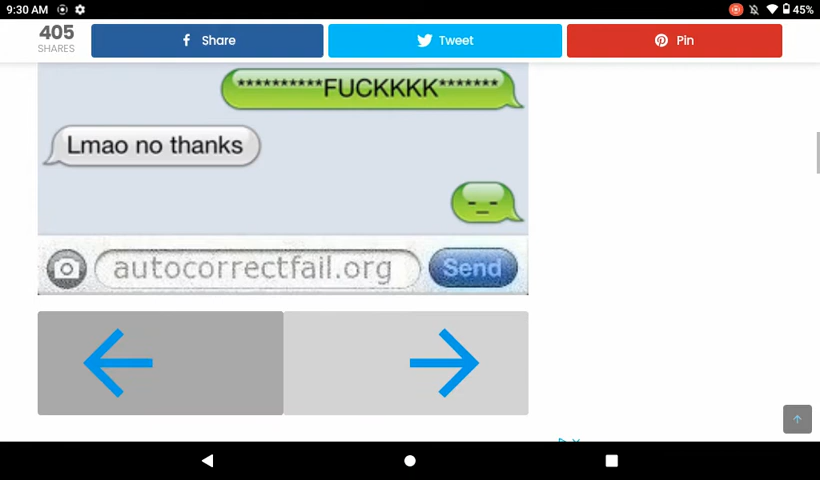 9:30 AM 45%
405
SHARES
Share
Tweet
Pin
**********FUCKKKK*******
Lmao no thanks
-_-
autocorrectfail.org
Send